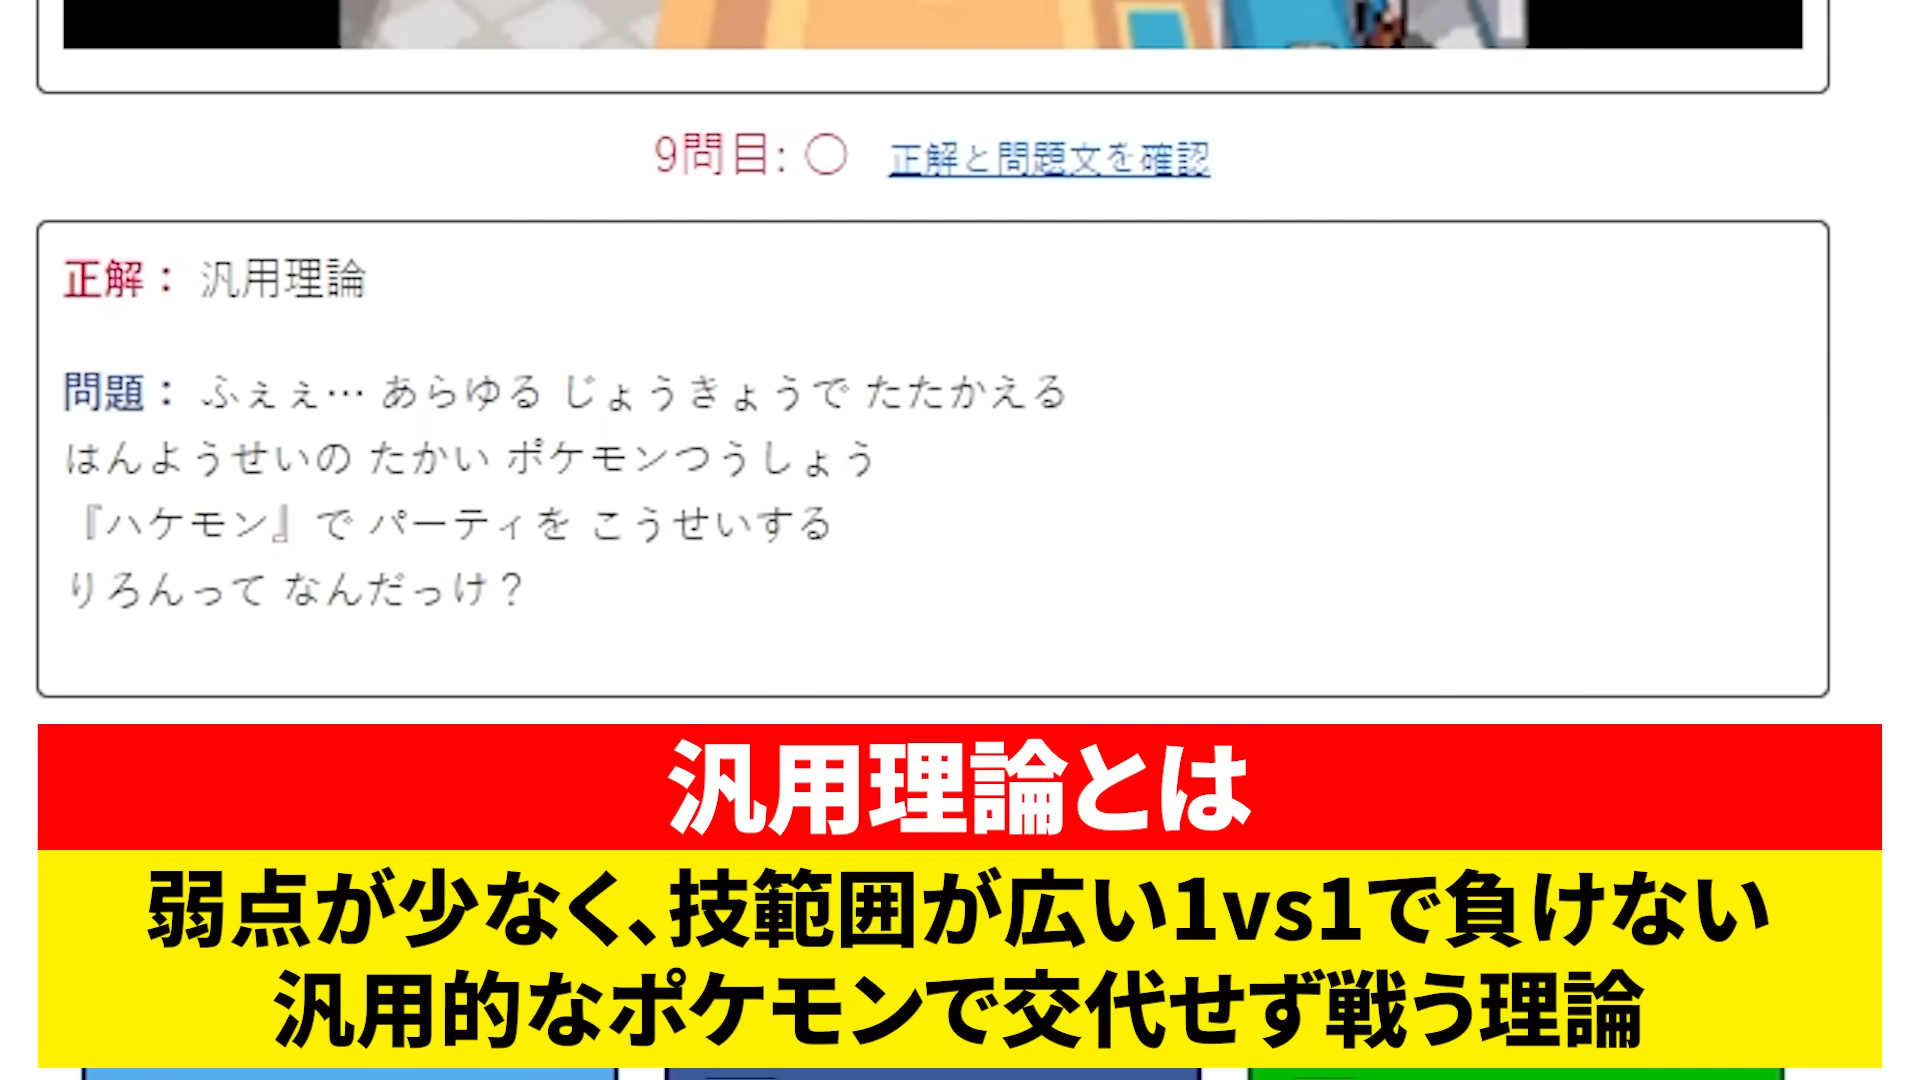 9問目: ○ 正解と問題文を確認
正解： 汎用理論
問題： ふぇぇ… あらゆる じょうきょうで たたかえる
はんようせいの たかい ポケモンつうしょう
『ハケモン』で パーティを こうせいする
りろんって なんだっけ？
汎用理論とは
弱点が少なく、技範囲が広い1vs1で負けない
汎用的なポケモンで交代せず戦う理論